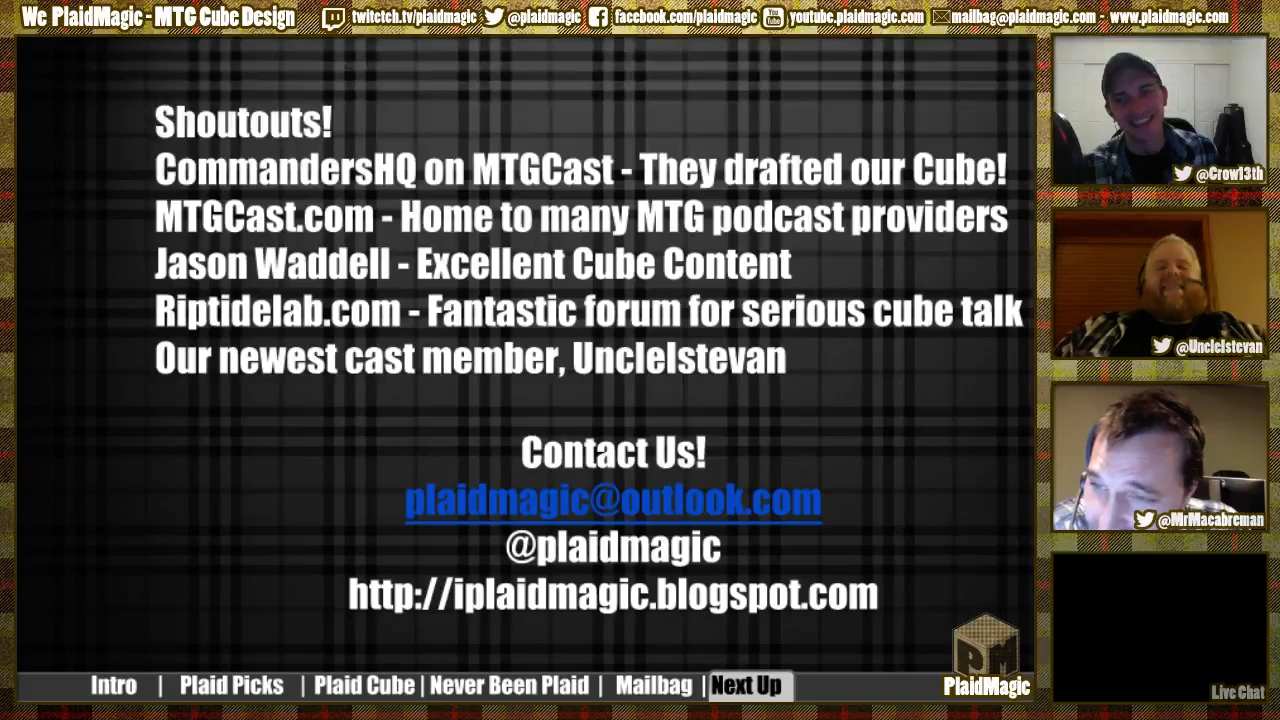 We PlaidMagic - MTG Cube Design
twitctch.tv/plaidmagic
@plaidmagic
facebook.com/plaidmagic
You Tube
youtube.plaidmagic.com
mailbag@plaidmagic.com - www.plaidmagic.com
Shoutouts!
CommandersHQ on MTGCast - They drafted our Cube!
MTGCast.com - Home to many MTG podcast providers
Jason Waddell - Excellent Cube Content
Riptidelab.com - Fantastic forum for serious cube talk
Our newest cast member, UncleIstevan
Contact Us!
plaidmagic@outlook.com
@plaidmagic
http://iplaidmagic.blogspot.com
@Crow13th
@UncleIstevan
@MrMacabreman
Live Chat
PM
PlaidMagic
Intro | Plaid Picks | Plaid Cube | Never Been Plaid | Mailbag | Next Up